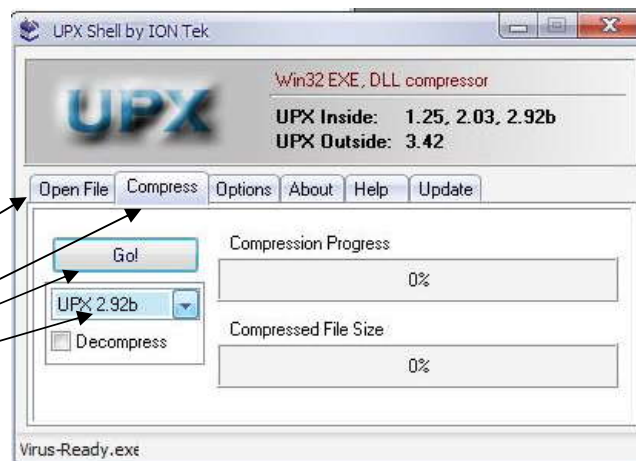 UPX Shell by ION Tek
UPX
Win32 EXE, DLL compressor
UPX Inside: 1.25, 2.03, 2.92b
UPX Outside: 3.42
Open File Compress Options About Help Update
Go!
Compression Progress
0%
UPX 2.92b
Decompress
Compressed File Size
0%
Virus-Ready.exe